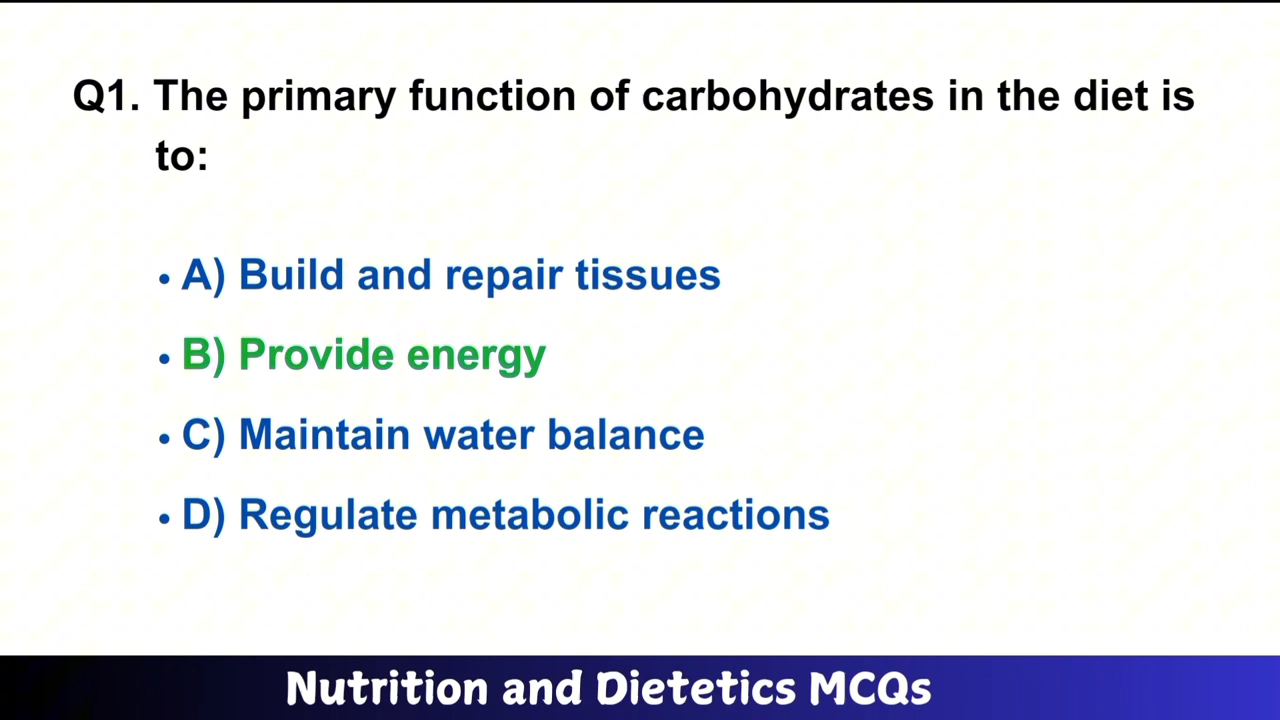 Q1. The primary function of carbohydrates in the diet is
to:
• A) Build and repair tissues
• B) Provide energy
• C) Maintain water balance
• D) Regulate metabolic reactions
Nutrition and Dietetics MCQs